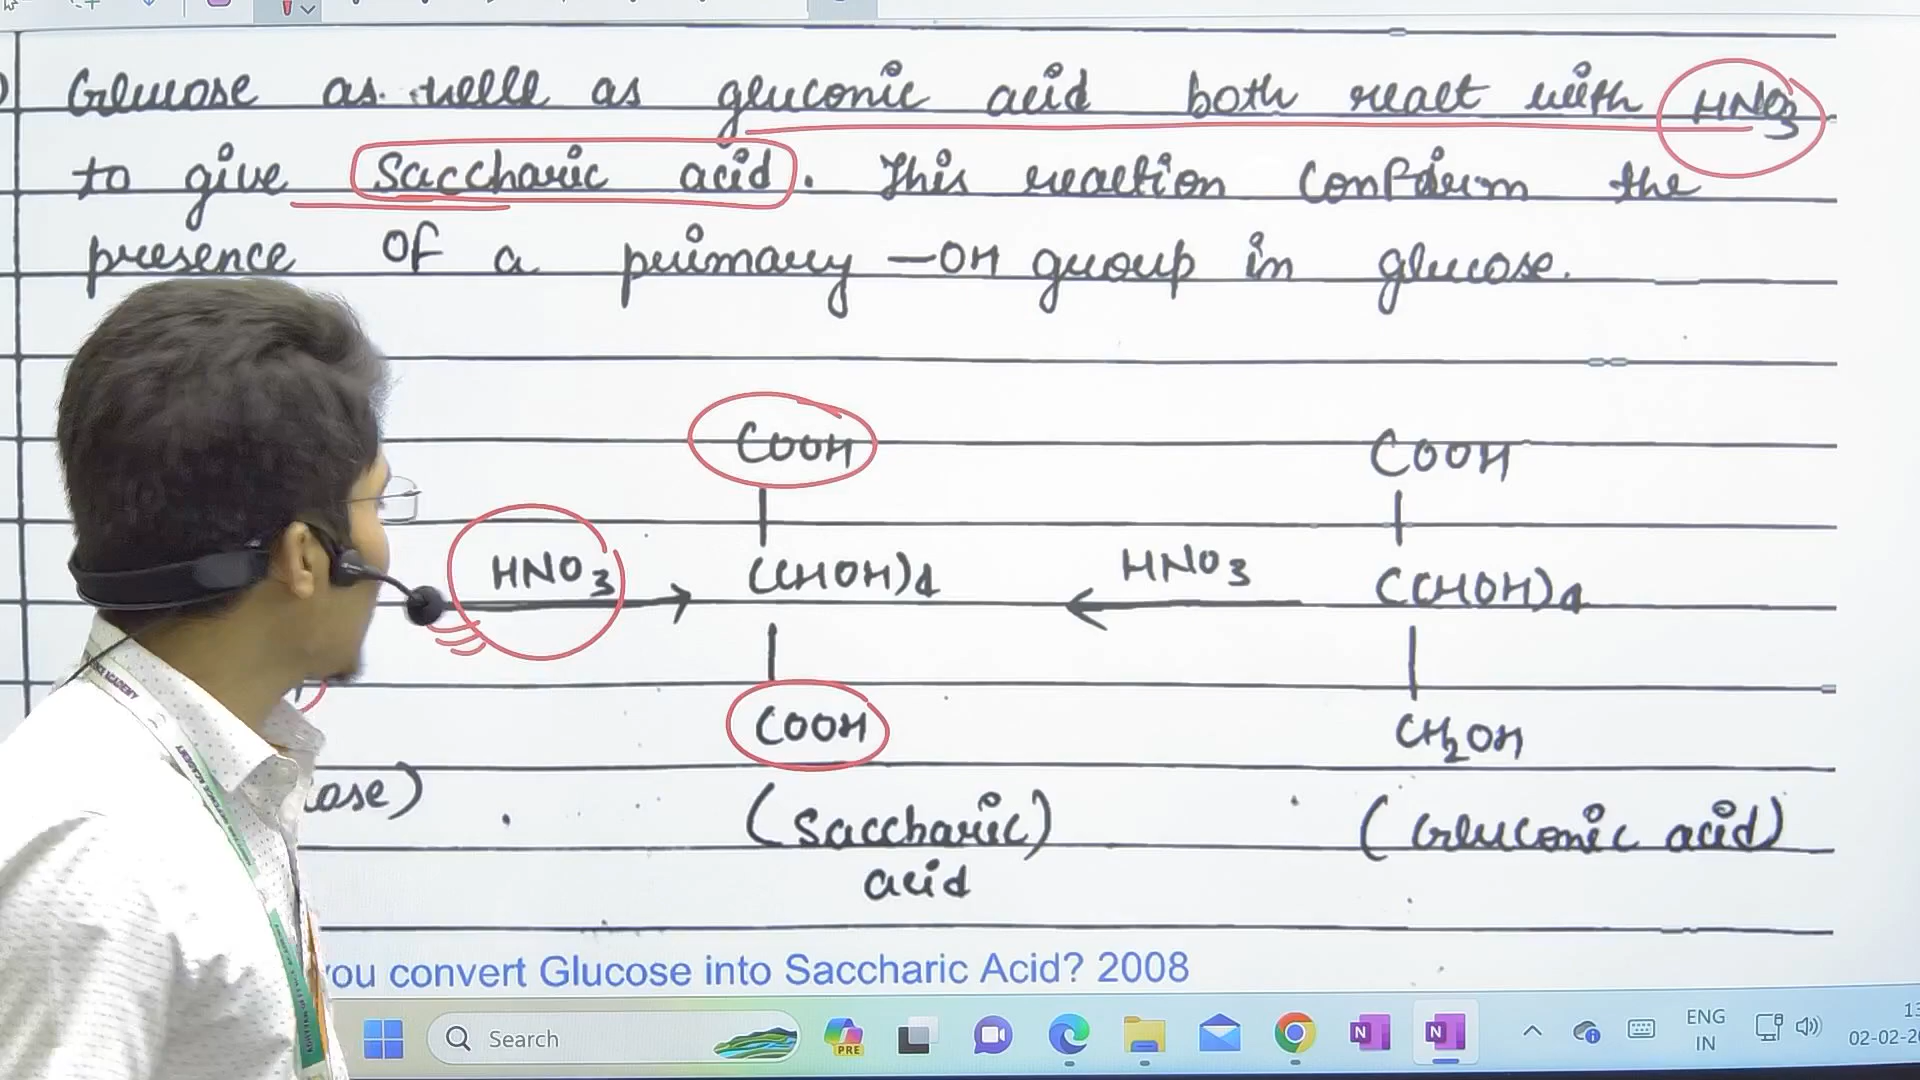 Glucose as well as gluconic acid both react with HNO3
to give Saccharic acid. This reaction confirm the
presence of a primary –OH group in glucose.
COOH
COOH
HNO3
(CHOH)4
HNO3
(CHOH)4
COOH
CH2OH
ose)
(Saccharic)
acid
(Gluconic acid)
you convert Glucose into Saccharic Acid? 2008
Search
PRE
ENG
IN
02-02-2